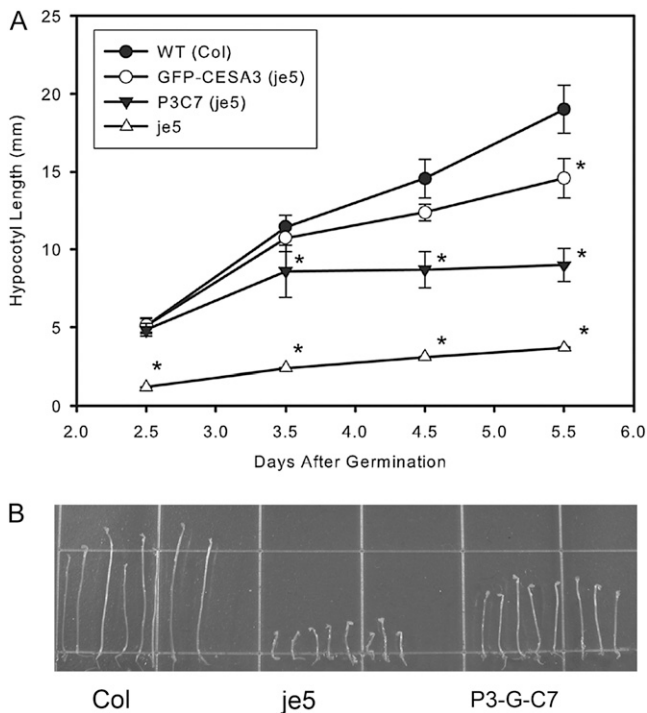 A
25
20
15
10
5
0
Hypocotyl Length (mm)
WT (Col)
GFP-CESA3 (je5)
P3C7 (je5)
je5
*
*
*
*
*
*
*
*
2.0 2.5 3.0 3.5 4.0 4.5 5.0 5.5 6.0
Days After Germination
B
Col je5 P3-G-C7